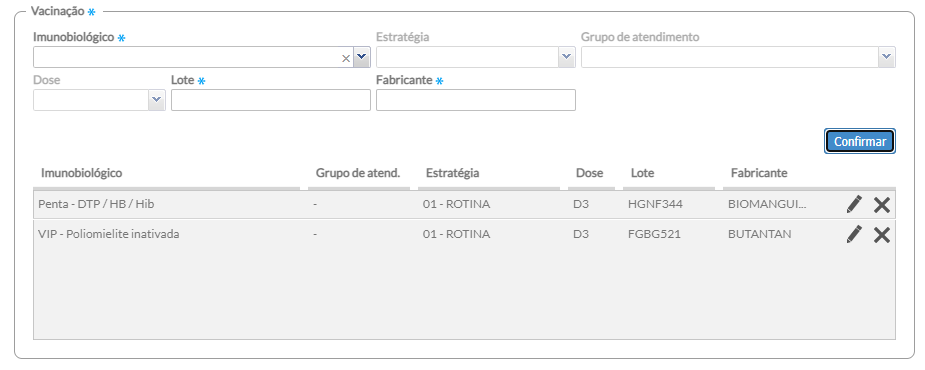 Vacinação *
Imunobiológico * Estratégia Grupo de atendimento
Dose Lote * Fabricante *
Confirmar
Imunobiológico Grupo de atend. Estratégia Dose Lote Fabricante
Penta - DTP / HB / Hib - 01 - ROTINA D3 HGNF344 BIOMANGUI...
VIP - Poliomielite inativada - 01 - ROTINA D3 FGBG521 BUTANTAN